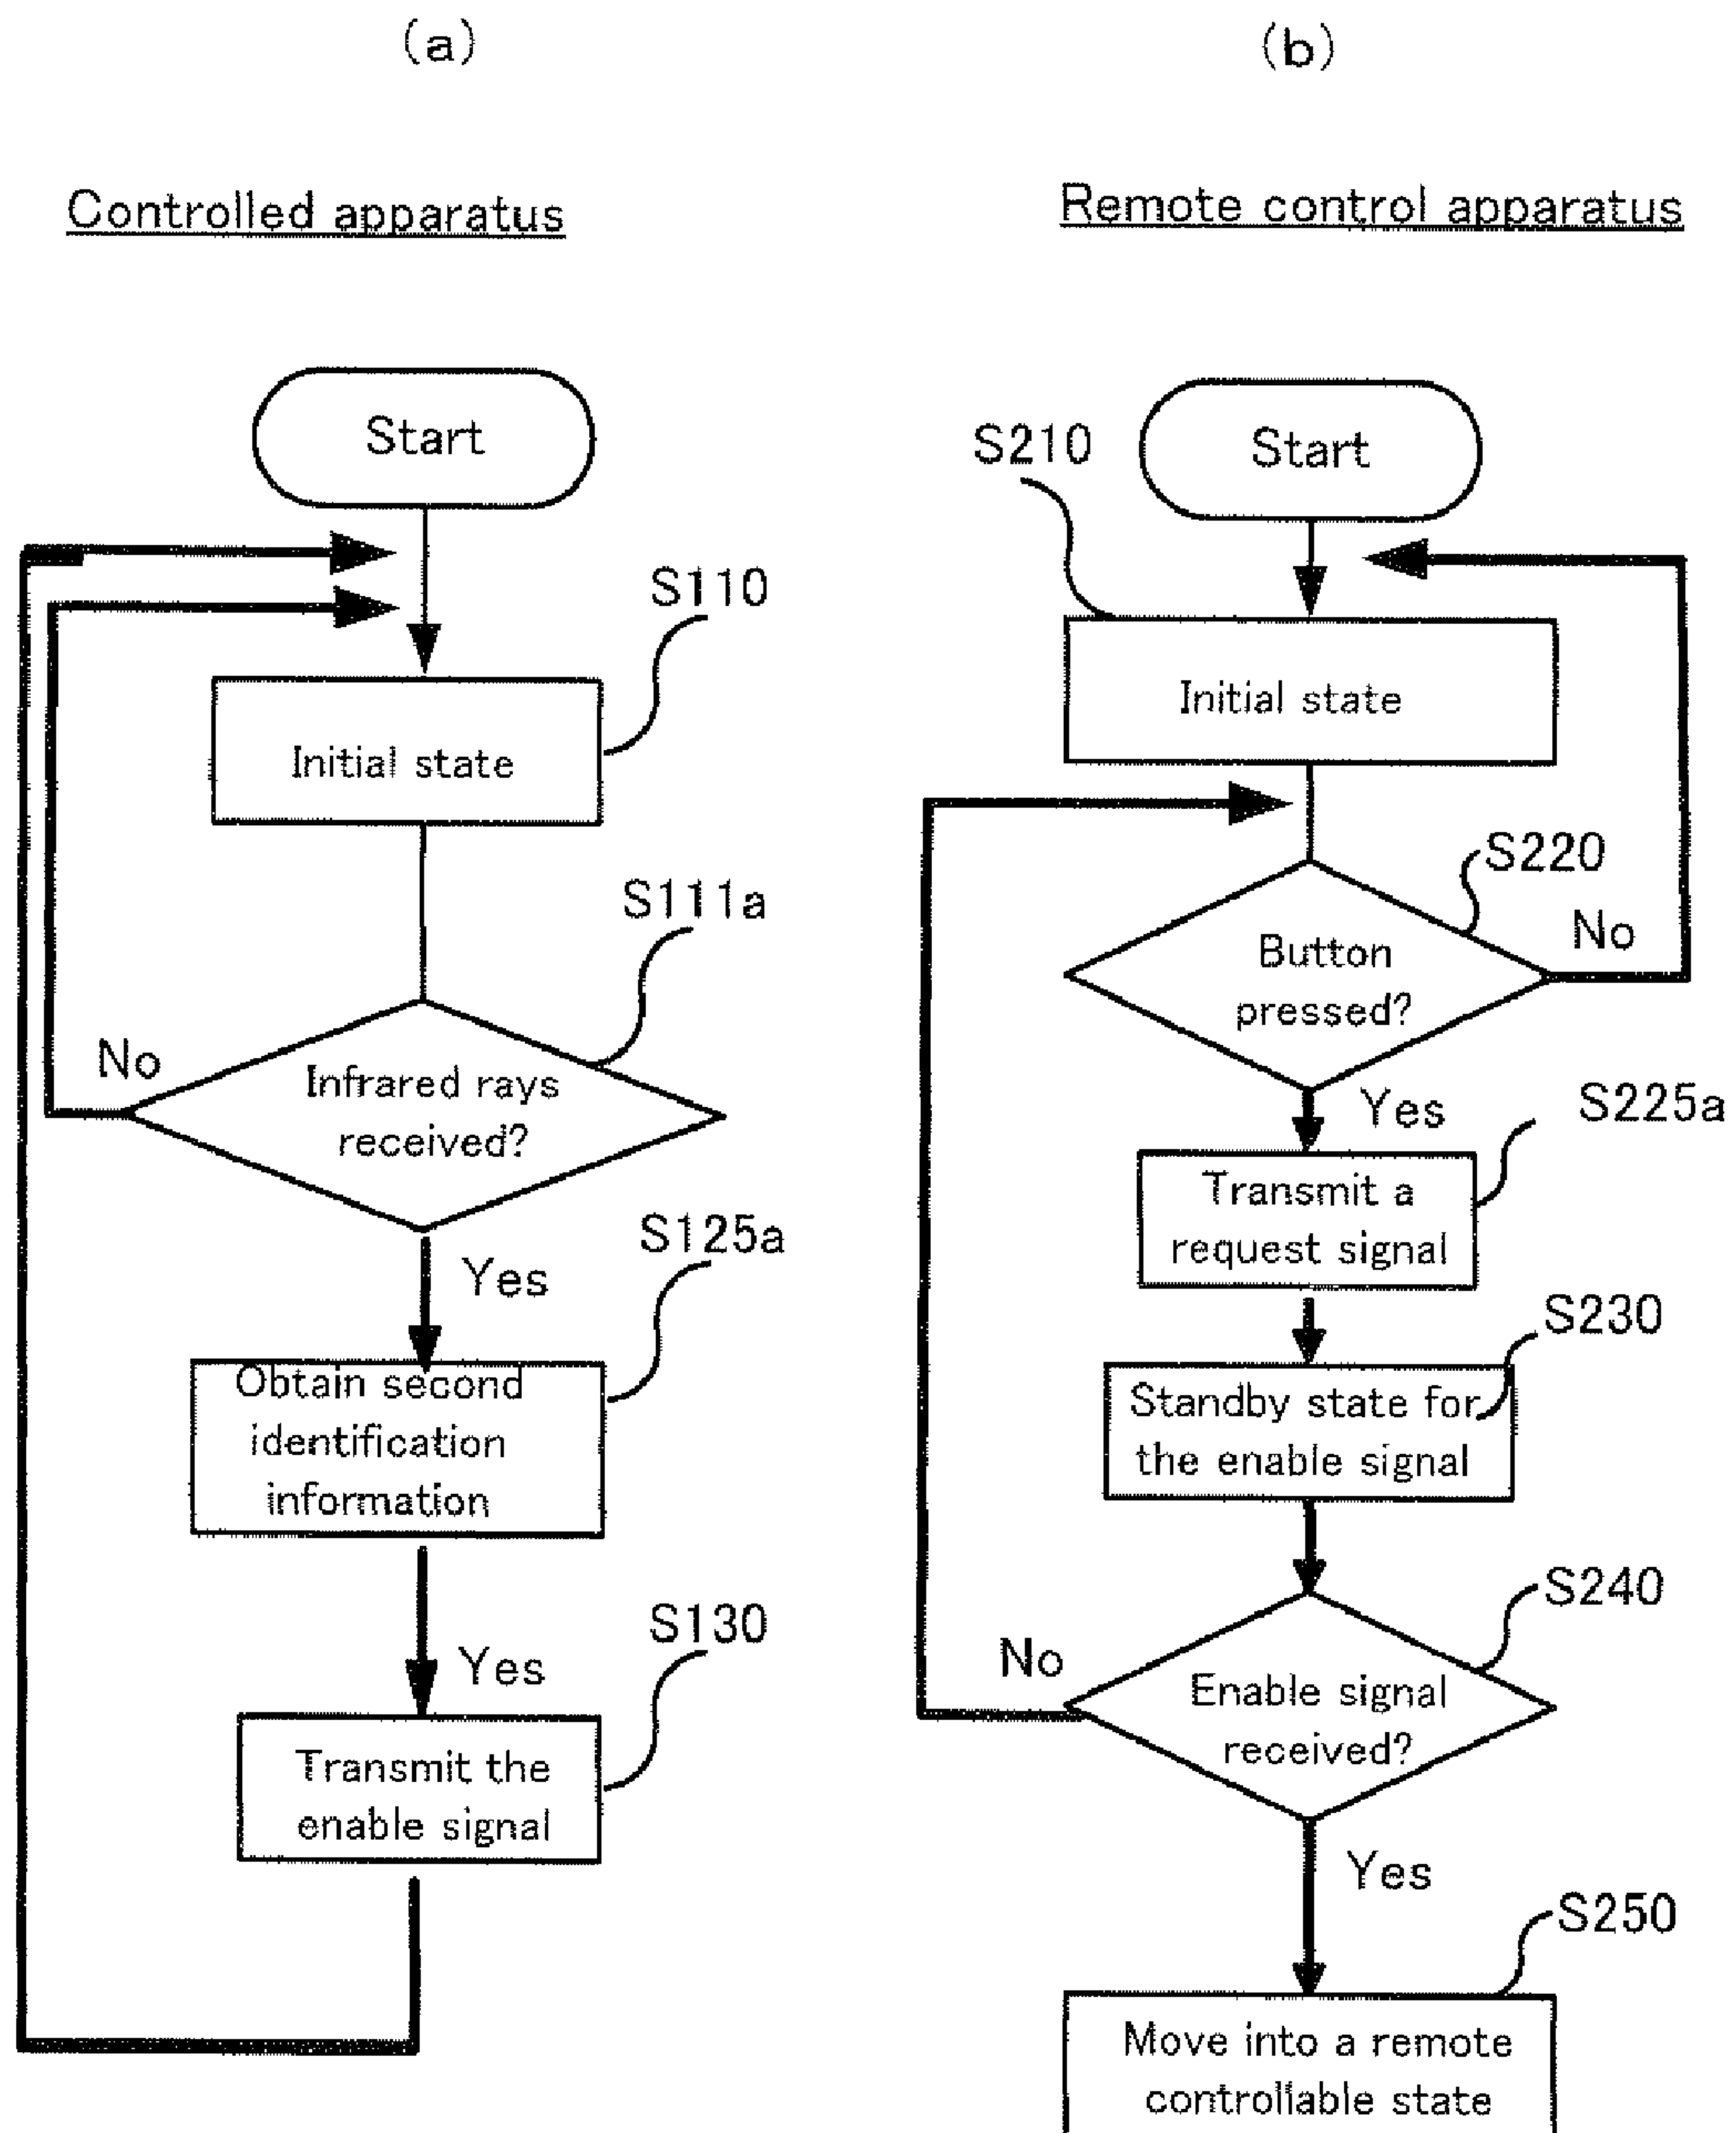 (a)
Controlled apparatus
Start
S110
Initial state
S111a
No
Infrared rays
received?
S125a
Yes
Obtain second
identification
information
S130
Yes
Transmit the
enable signal
(b)
Remote control apparatus
S210
Start
Initial state
S220
No
Button
pressed?
Yes
S225a
Transmit a
request signal
S230
Standby state for
the enable signal
S240
No
Enable signal
received?
Yes
S250
Move into a remote
controllable state